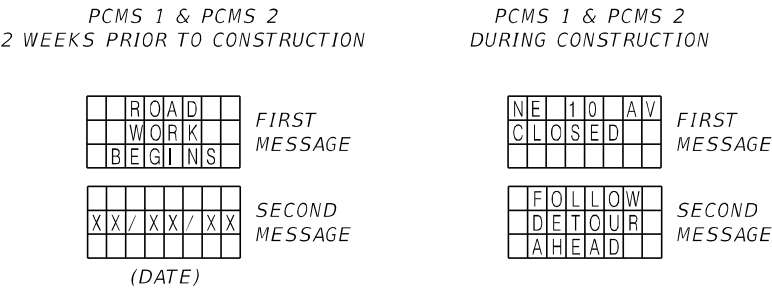 PCMS 1 & PCMS 2
2 WEEKS PRIOR TO CONSTRUCTION
ROAD
WORK
BEGINS
FIRST
MESSAGE
XX/XX/XX
SECOND
MESSAGE
(DATE)
PCMS 1 & PCMS 2
DURING CONSTRUCTION
NE 10 AV
CLOSED
FIRST
MESSAGE
FOLLOW
DETOUR
AHEAD
SECOND
MESSAGE